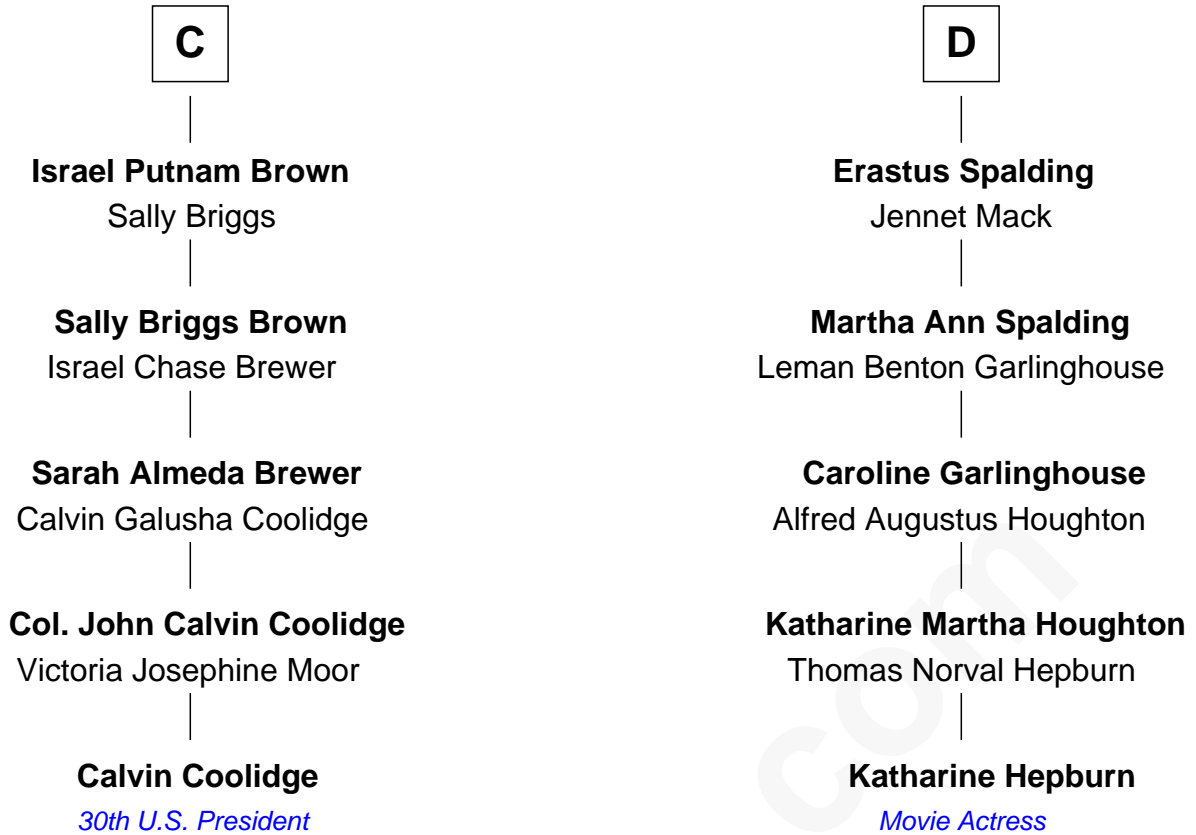 C
Israel Putnam Brown
Sally Briggs
Sally Briggs Brown
Israel Chase Brewer
Sarah Almeda Brewer
Calvin Galusha Coolidge
Col. John Calvin Coolidge
Victoria Josephine Moor
Calvin Coolidge
30th U.S. President
D
Erastus Spalding
Jennet Mack
Martha Ann Spalding
Leman Benton Garlinghouse
Caroline Garlinghouse
Alfred Augustus Houghton
Katharine Martha Houghton
Thomas Norval Hepburn
Katharine Hepburn
Movie Actress
com